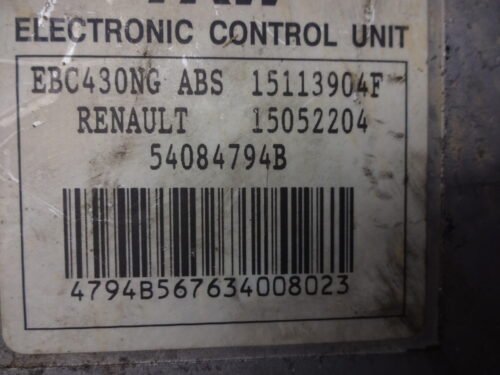 ELECTRONIC CONTROL UNIT
EBC430NG ABS 15113904F
RENAULT 15052204
54084794B
4794B567634008023